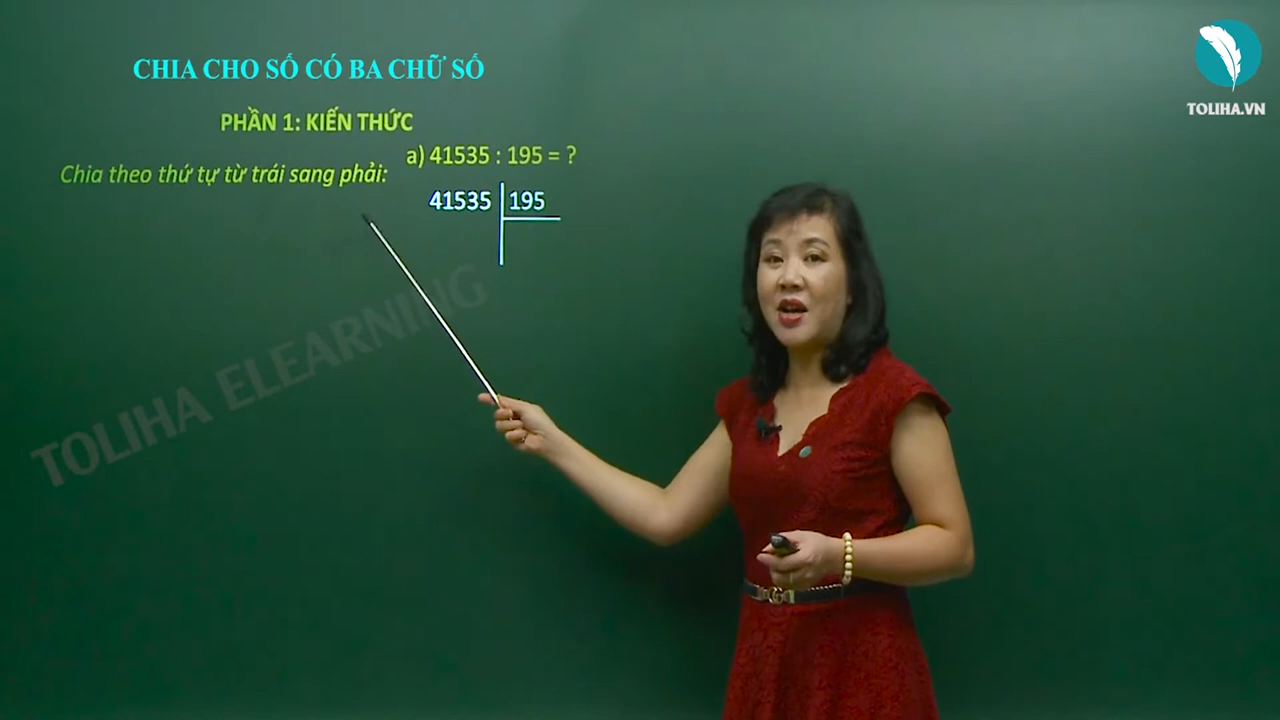 CHIA CHO SỐ CÓ BA CHỮ SỐ
TOLIHA.VN
PHẦN 1: KIẾN THỨC
a) 41535 : 195 = ?
Chia theo thứ tự từ trái sang phải:
41535 195
TOLIHA ELEARNING